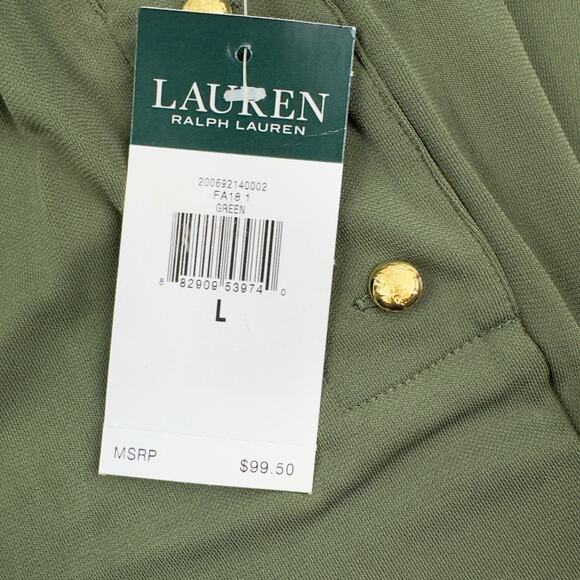 LAUREN
RALPH LAUREN
200692140002
FA18 1
GREEN
8 82909 53974 0
L
MSRP $99.50